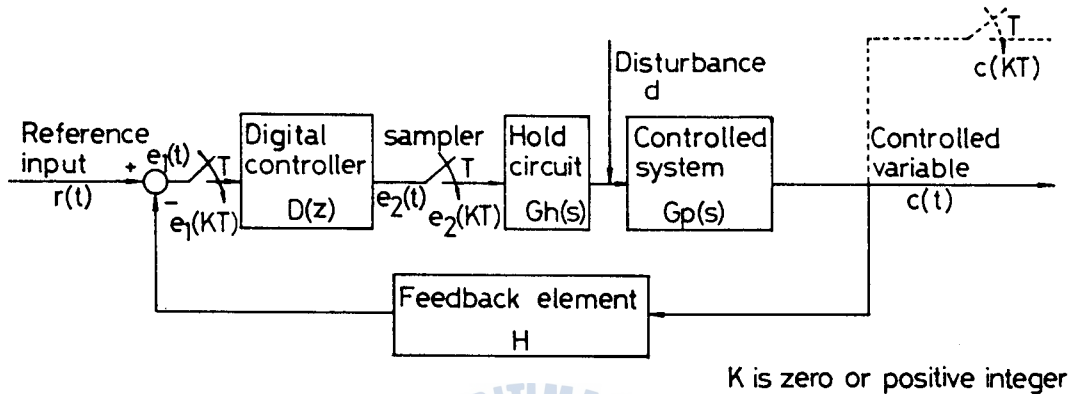 T
c(KT)
Disturbance
d
Reference
input
r(t)
+
e1(t)
-
T
e1(KT)
Digital
controller
D(z)
sampler
T
e2(t)
e2(KT)
Hold
circuit
Gh(s)
Controlled
system
Gp(s)
Controlled
variable
c(t)
Feedback element
H
K is zero or positive integer